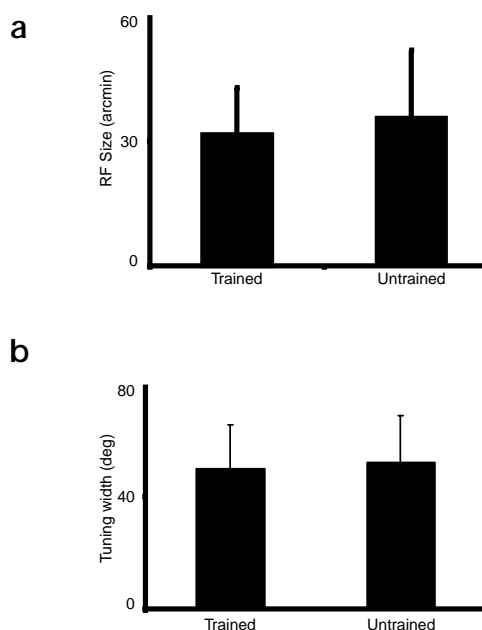 a
60
30
0
RF Size (arcmin)
Trained Untrained
b
80
40
0
Tuning width (deg)
Trained Untrained